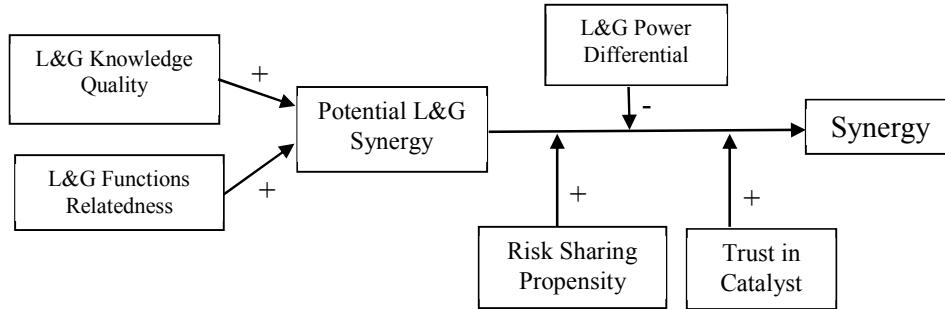 L&G Knowledge
Quality
+
L&G Functions
Relatedness
+
Potential L&G
Synergy
L&G Power
Differential
-
Synergy
+
Risk Sharing
Propensity
+
Trust in
Catalyst